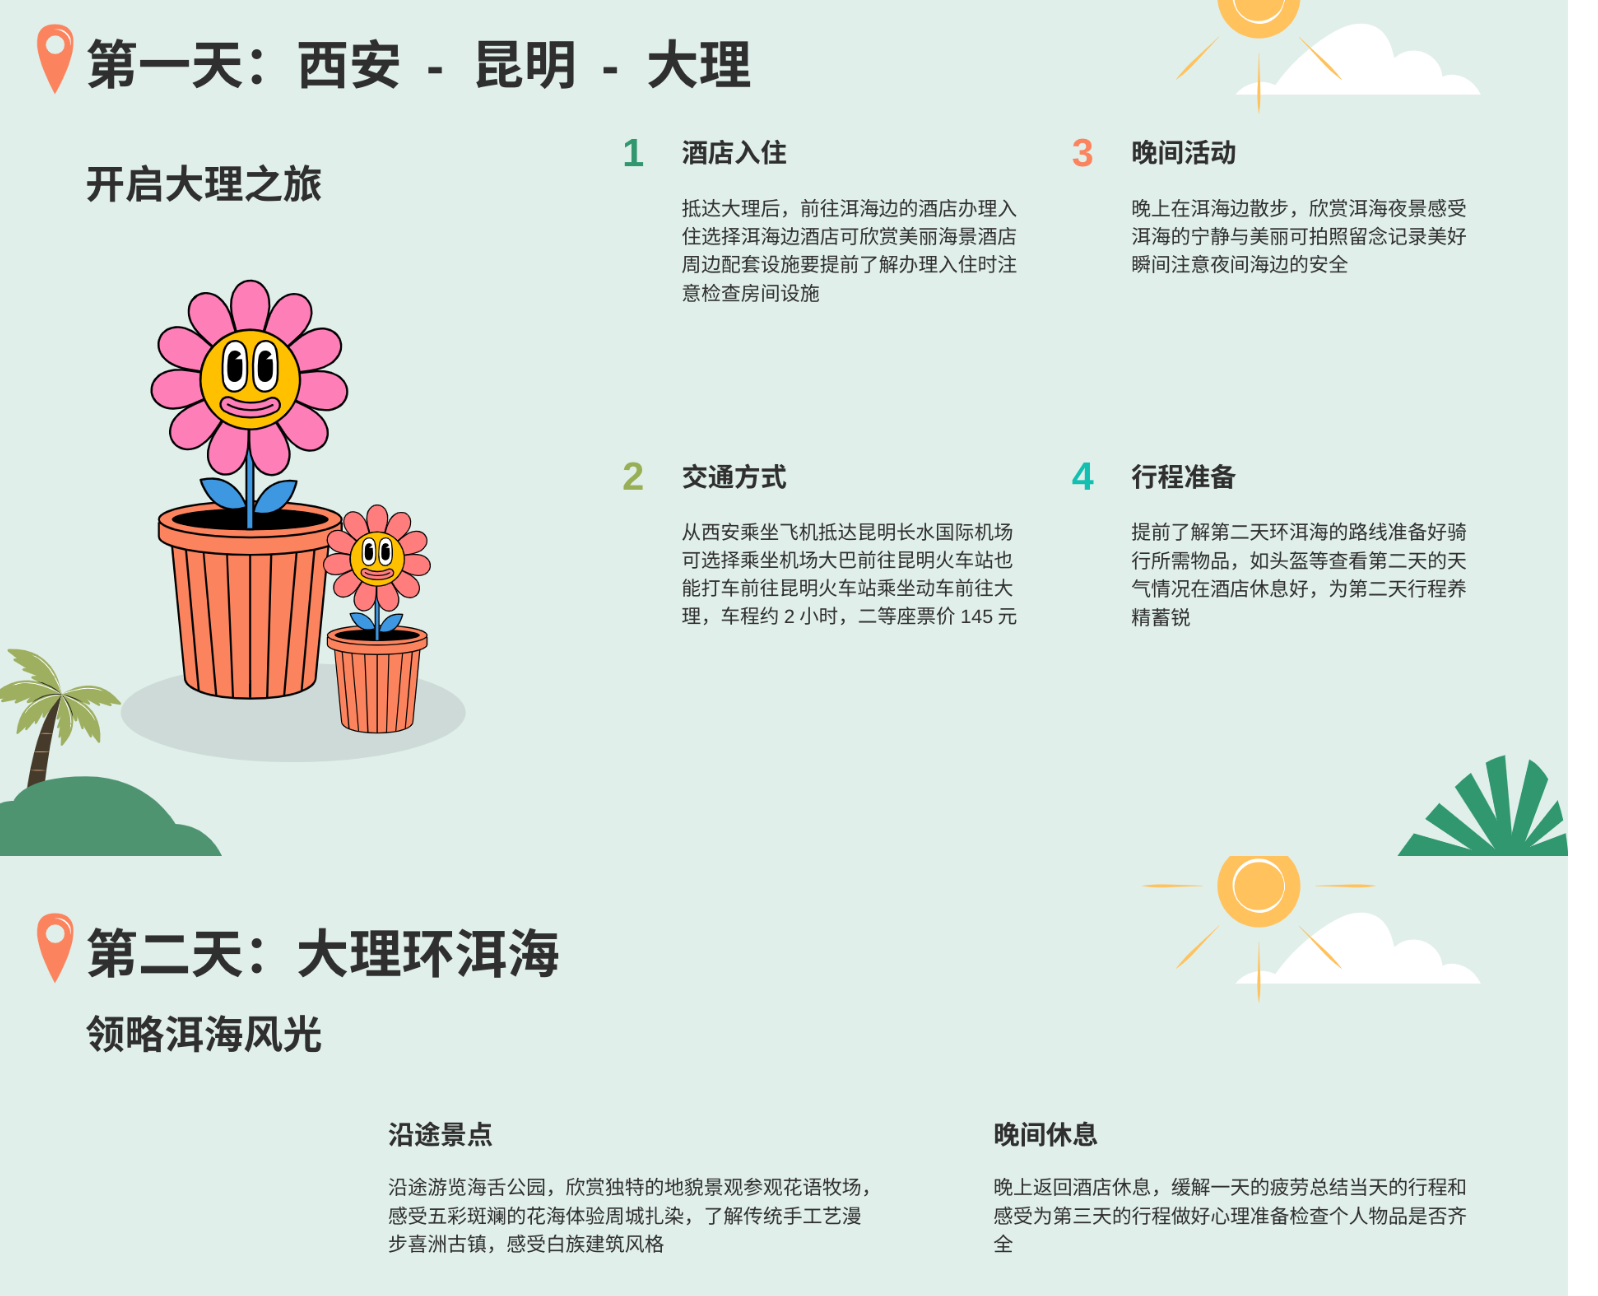 第一天：西安 - 昆明 - 大理
开启大理之旅
1 酒店入住
抵达大理后，前往洱海边的酒店办理入
住选择洱海边酒店可欣赏美丽海景酒店
周边配套设施要提前了解办理入住时注
意检查房间设施
2 交通方式
从西安乘坐飞机抵达昆明长水国际机场
可选择乘坐机场大巴前往昆明火车站也
能打车前往昆明火车站乘坐动车前往大
理，车程约 2 小时，二等座票价 145 元
3 晚间活动
晚上在洱海边散步，欣赏洱海夜景感受
洱海的宁静与美丽可拍照留念记录美好
瞬间注意夜间海边的安全
4 行程准备
提前了解第二天环洱海的路线准备好骑
行所需物品，如头盔等查看第二天的天
气情况在酒店休息好，为第二天行程养
精蓄锐
第二天：大理环洱海
领略洱海风光
沿途景点
沿途游览海舌公园，欣赏独特的地貌景观参观花语牧场，
感受五彩斑斓的花海体验周城扎染，了解传统手工艺漫
步喜洲古镇，感受白族建筑风格
晚间休息
晚上返回酒店休息，缓解一天的疲劳总结当天的行程和
感受为第三天的行程做好心理准备检查个人物品是否齐
全